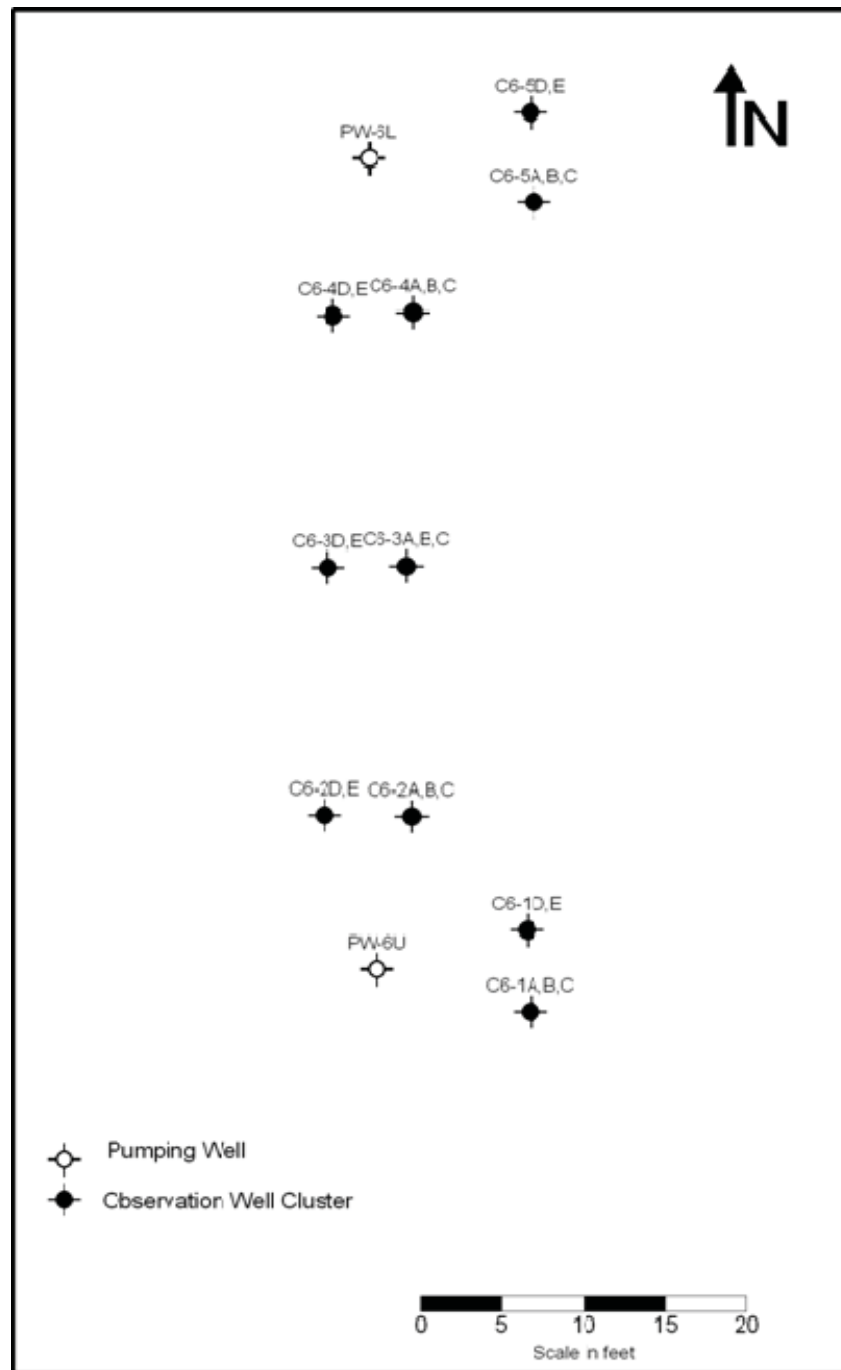 C6-5D,E
N
PW-6L
C6-5A,B,C
C6-4D,E C6-4A,B,C
C6-3D,E C6-3A,B,C
C6-2D,E C6-2A,B,C
C6-1D,E
PW-6U
C6-1A,B,C
Pumping Well
Observation Well Cluster
0 5 10 15 20
Scale in feet